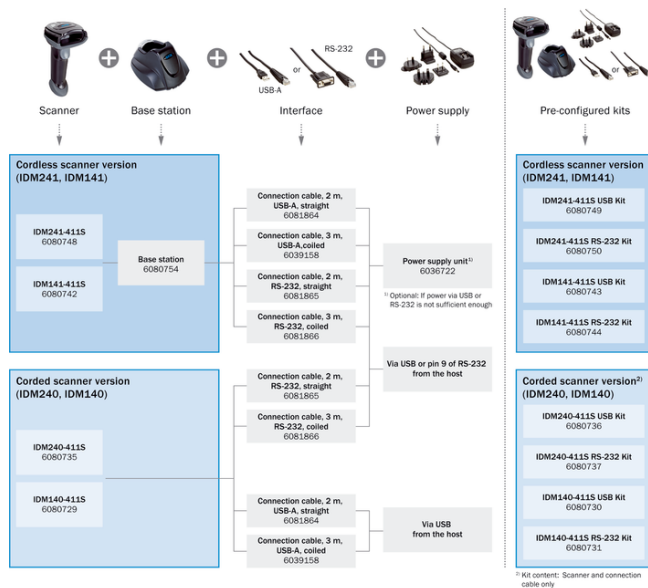 RS-232
or
USB-A
or
Scanner
Base station
Interface
Power supply
Pre-configured kits
Cordless scanner version
(IDM241, IDM141)
IDM241-411S
6080748
IDM141-411S
6080742
Base station
6080754
Connection cable, 2 m,
USB-A, straight
6081864
Connection cable, 3 m,
USB-A,coiled
6039158
Connection cable, 2 m,
RS-232, straight
6081865
Connection cable, 3 m,
RS-232, coiled
6081866
Power supply unit¹⁾
6036722
¹⁾ Optional: If power via USB or
RS-232 is not sufficient enough
Via USB or pin 9 of RS-232
from the host
Corded scanner version
(IDM240, IDM140)
IDM240-411S
6080735
IDM140-411S
6080729
Connection cable, 2 m,
RS-232, straight
6081865
Connection cable, 3 m,
RS-232, coiled
6081866
Connection cable, 2 m,
USB-A, straight
6081864
Connection cable, 3 m,
USB-A, coiled
6039158
Via USB
from the host
Cordless scanner version
(IDM241, IDM141)
IDM241-411S USB Kit
6080749
IDM241-411S RS-232 Kit
6080750
IDM141-411S USB Kit
6080743
IDM141-411S RS-232 Kit
6080744
Corded scanner version²⁾
(IDM240, IDM140)
IDM240-411S USB Kit
6080736
IDM240-411S RS-232 Kit
6080737
IDM140-411S USB Kit
6080730
IDM140-411S RS-232 Kit
6080731
²⁾ Kit content: Scanner and connection
cable only